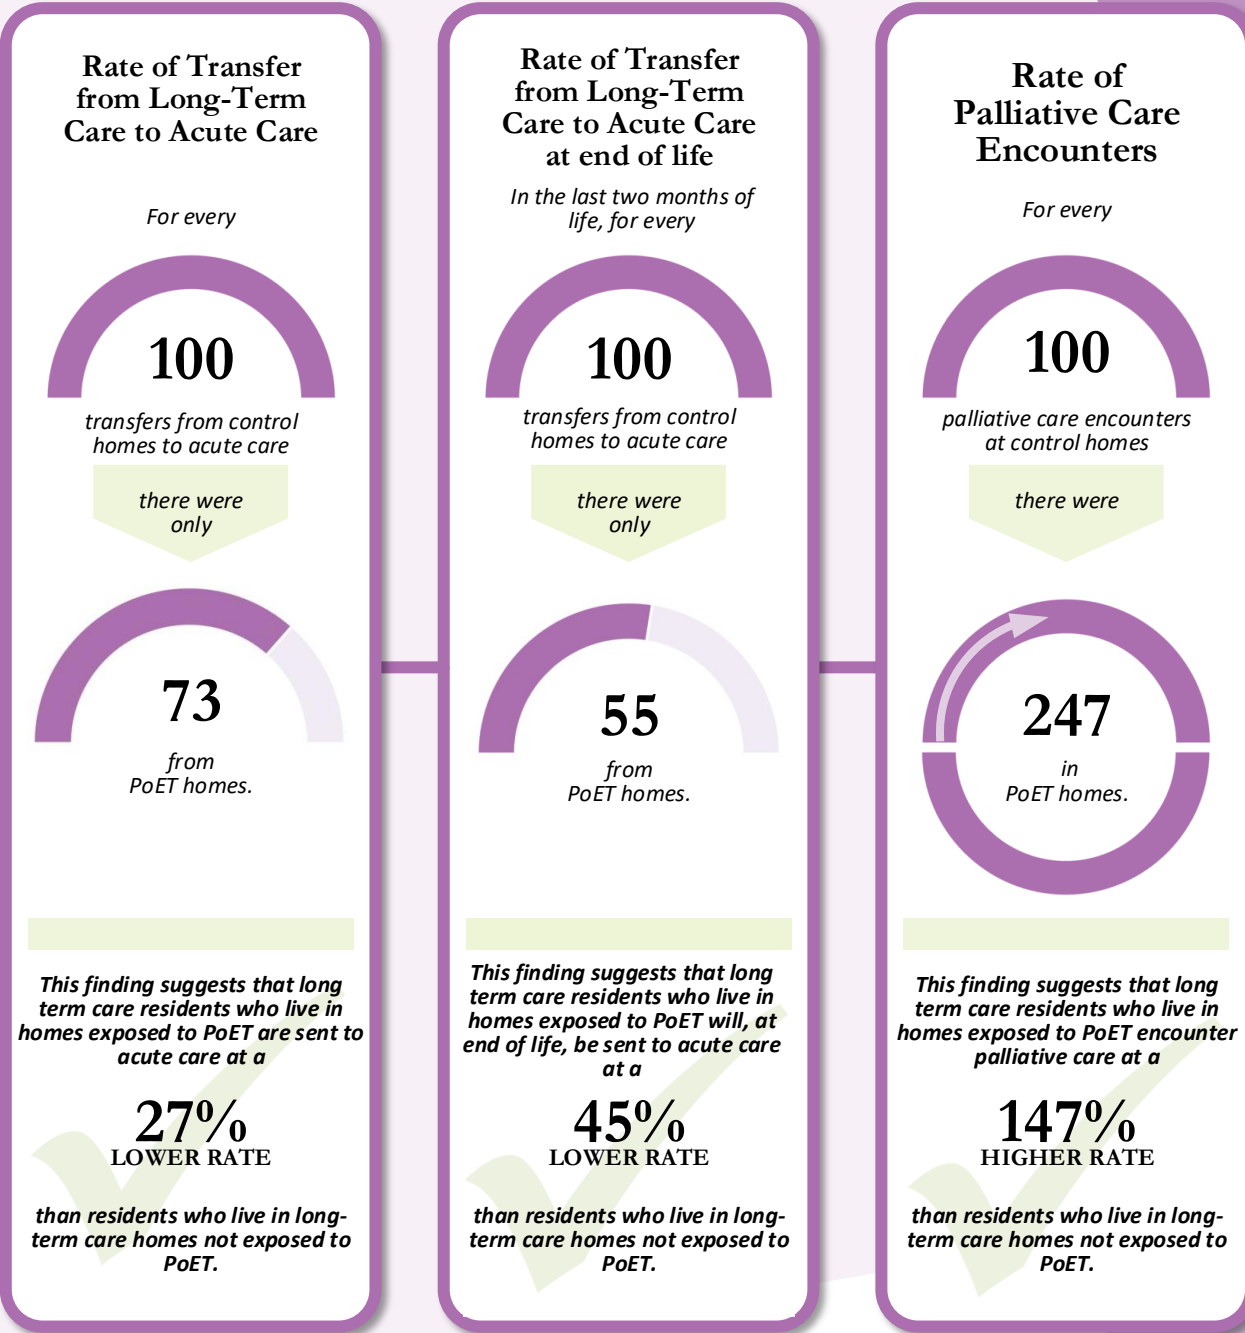 Rate of Transfer
from Long-Term
Care to Acute Care
For every
100
transfers from control
homes to acute care
there were
only
73
from
PoET homes.
This finding suggests that long
term care residents who live in
homes exposed to PoET are sent to
acute care at a
27%
LOWER RATE
than residents who live in long-
term care homes not exposed to
PoET.
Rate of Transfer
from Long-Term
Care to Acute Care
at end of life
In the last two months of
life, for every
100
transfers from control
homes to acute care
there were
only
55
from
PoET homes.
This finding suggests that long
term care residents who live in
homes exposed to PoET will, at
end of life, be sent to acute care
at a
45%
LOWER RATE
than residents who live in long-
term care homes not exposed to
PoET.
Rate of
Palliative Care
Encounters
For every
100
palliative care encounters
at control homes
there were
247
in
PoET homes.
This finding suggests that long
term care residents who live in
homes exposed to PoET encounter
palliative care at a
147%
HIGHER RATE
than residents who live in long-
term care homes not exposed to
PoET.